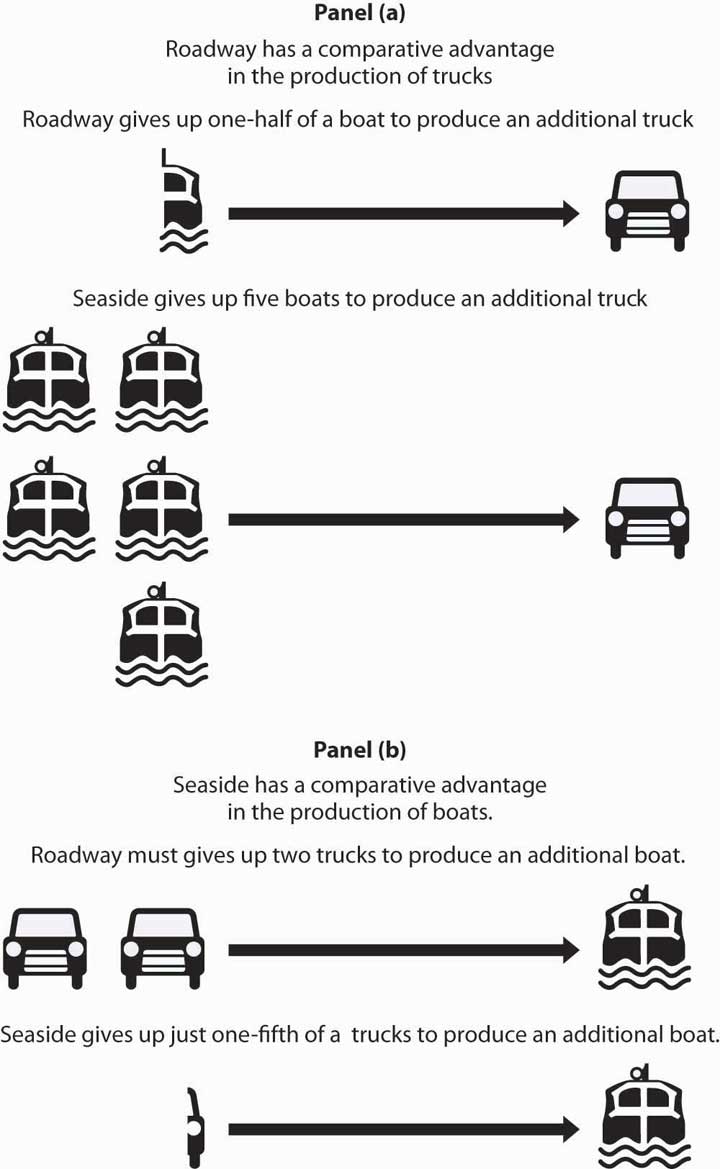 Panel (a)
Roadway has a comparative advantage
in the production of trucks
Roadway gives up one-half of a boat to produce an additional truck
Seaside gives up five boats to produce an additional truck
Panel (b)
Seaside has a comparative advantage
in the production of boats.
Roadway must gives up two trucks to produce an additional boat.
Seaside gives up just one-fifth of a trucks to produce an additional boat.